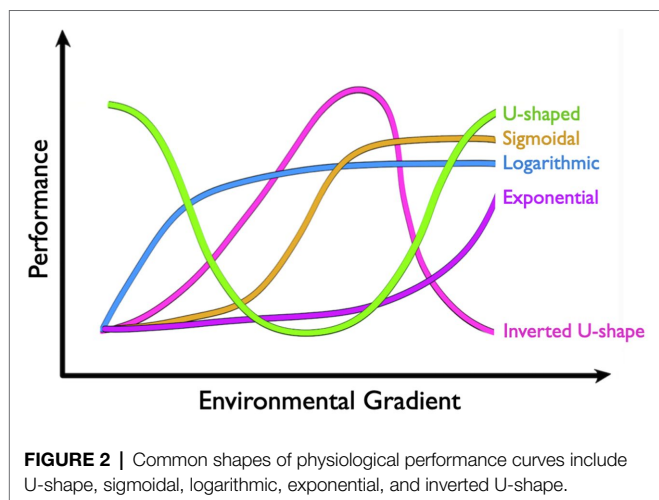 Performance
U-shaped
Sigmoidal
Logarithmic
Exponential
Inverted U-shape
Environmental Gradient
FIGURE 2 | Common shapes of physiological performance curves include
U-shape, sigmoidal, logarithmic, exponential, and inverted U-shape.